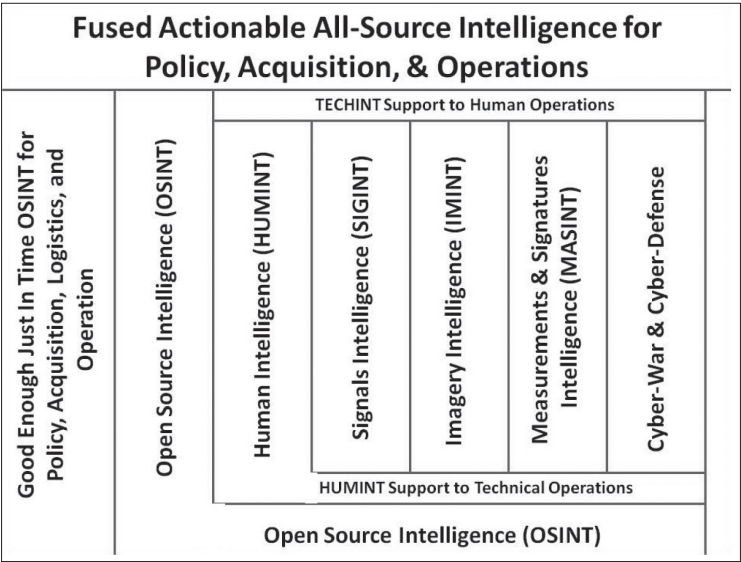 Fused Actionable All-Source Intelligence for
Policy, Acquisition, & Operations
TECHINT Support to Human Operations
Good Enough Just In Time OSINT for
Policy, Acquisition, Logistics, and
Operation
Open Source Intelligence (OSINT)
Human Intelligence (HUMINT)
Signals Intelligence (SIGINT)
Imagery Intelligence (IMINT)
Measurements & Signatures
Intelligence (MASINT)
Cyber-War & Cyber-Defense
HUMINT Support to Technical Operations
Open Source Intelligence (OSINT)